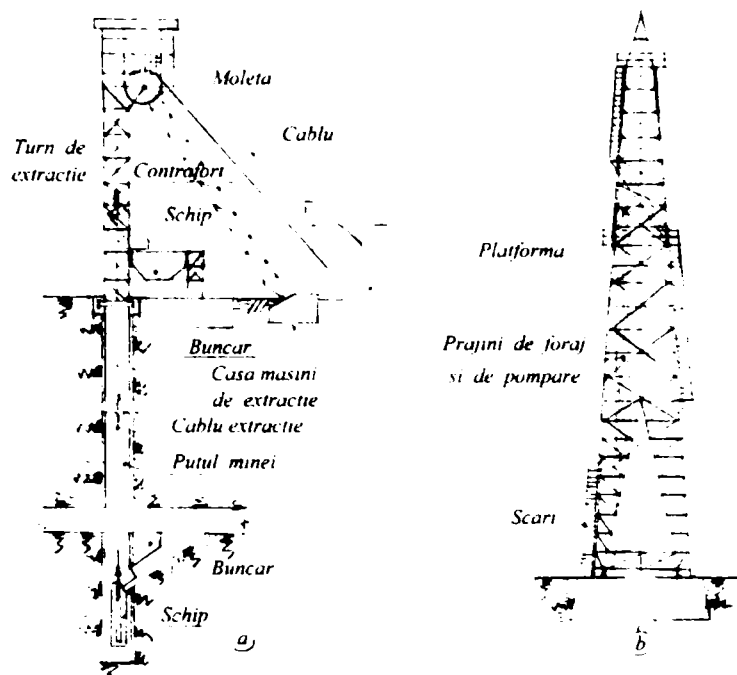 Moleta
Cablu
Turn de
extractie
Contrafort
Schip
Buncar
Casa masini
de extractie
Cablu extractie
Putul minei
Buncar
Schip
a
Platforma
Prajini de foraj
si de pompare
Scari
b